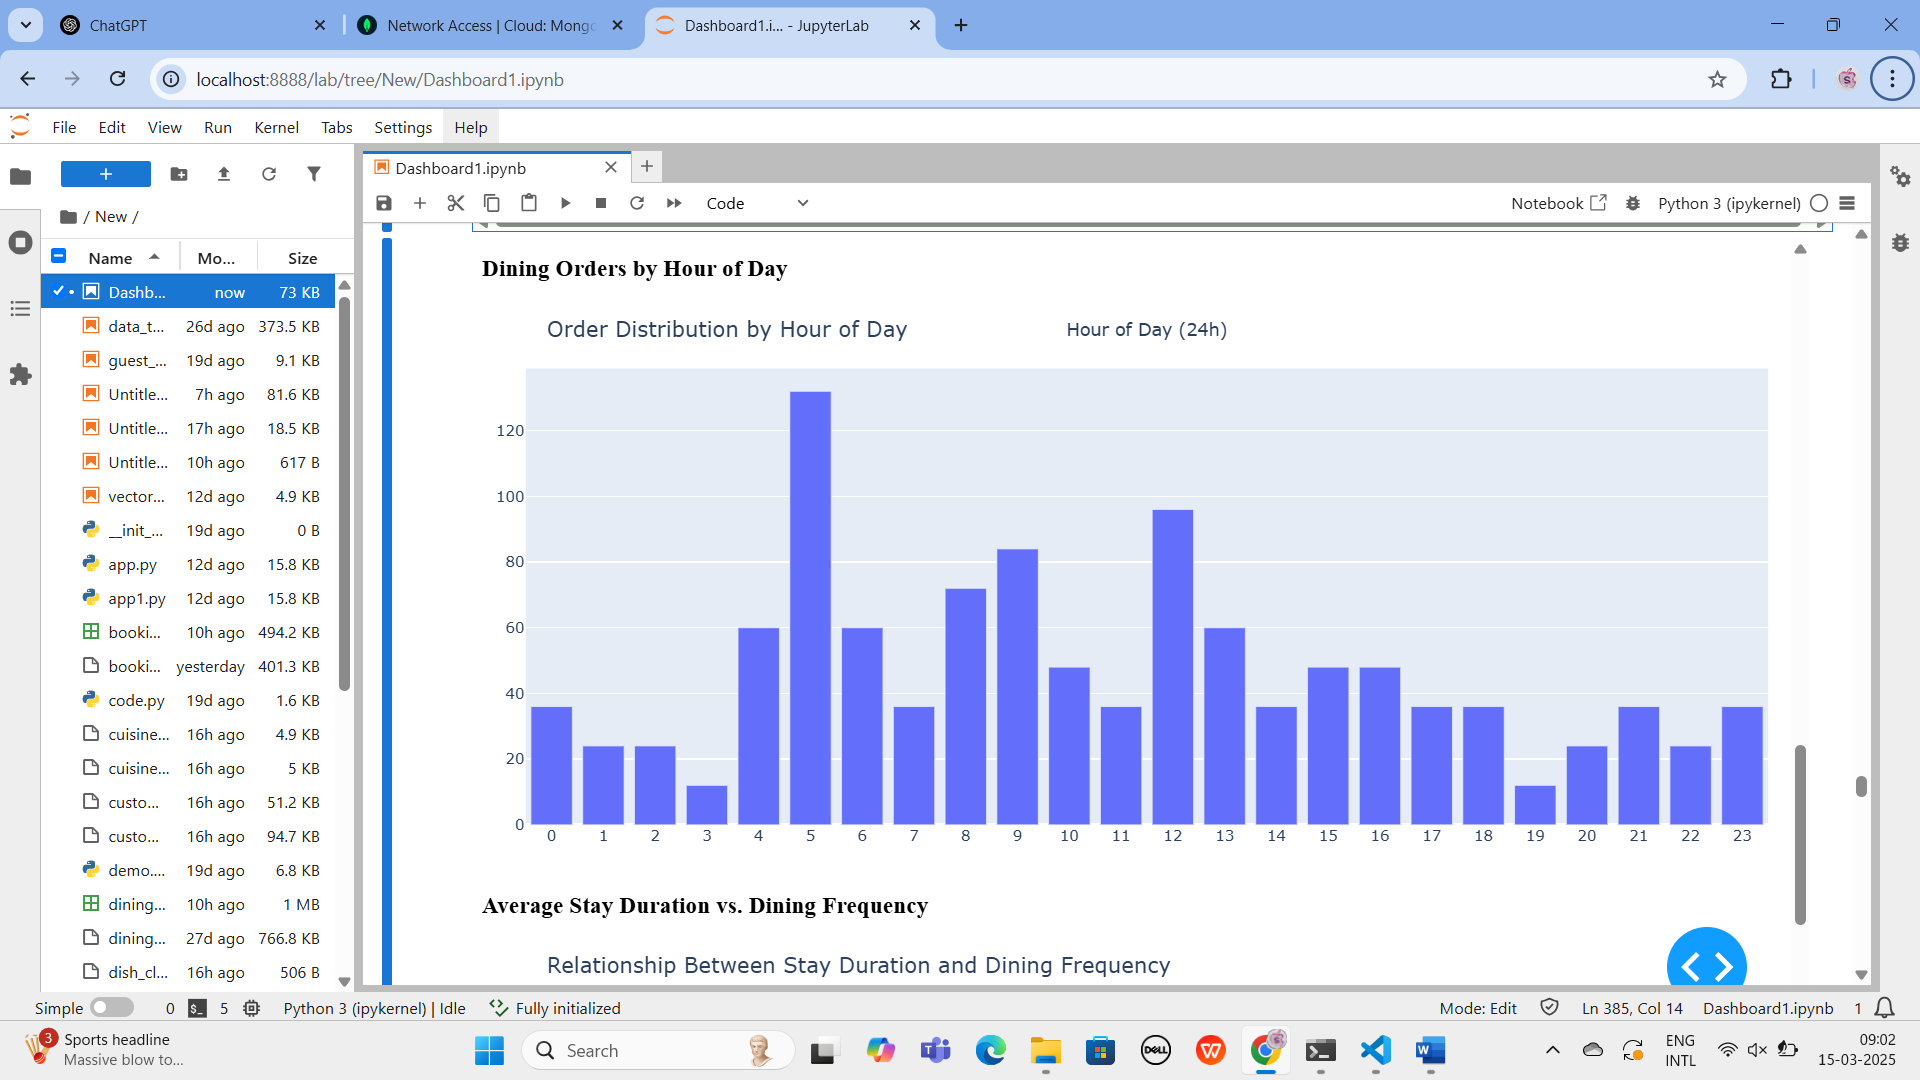 ChatGPT
Network Access | Cloud: Mong
Dashboard1.i... - JupyterLab
localhost:8888/lab/tree/New/Dashboard1.ipynb
File Edit View Run Kernel Tabs Settings Help
Dashboard1.ipynb
/ New /
Code
Notebook
Python 3 (ipykernel)
Name Mo... Size
Dashb... now 73 KB
data_t... 26d ago 373.5 KB
guest_... 19d ago 9.1 KB
Untitle... 7h ago 81.6 KB
Untitle... 17h ago 18.5 KB
Untitle... 10h ago 617 B
vector... 12d ago 4.9 KB
__init_... 19d ago 0 B
app.py 12d ago 15.8 KB
app1.py 12d ago 15.8 KB
booki... 10h ago 494.2 KB
booki... yesterday 401.3 KB
code.py 19d ago 1.6 KB
cuisine... 16h ago 4.9 KB
cuisine... 16h ago 5 KB
custo... 16h ago 51.2 KB
custo... 16h ago 94.7 KB
demo.... 19d ago 6.8 KB
dining... 10h ago 1 MB
dining... 27d ago 766.8 KB
dish_cl... 16h ago 506 B
Dining Orders by Hour of Day
Order Distribution by Hour of Day
Hour of Day (24h)
120
100
80
60
40
20
0
0 1 2 3 4 5 6 7 8 9 10 11 12 13 14 15 16 17 18 19 20 21 22 23
Average Stay Duration vs. Dining Frequency
Relationship Between Stay Duration and Dining Frequency
Simple 0 5 Python 3 (ipykernel) | Idle Fully initialized
Mode: Edit Ln 385, Col 14 Dashboard1.ipynb 1
3
Sports headline
Massive blow to...
Search
DELL
ENG
INTL
09:02
15-03-2025